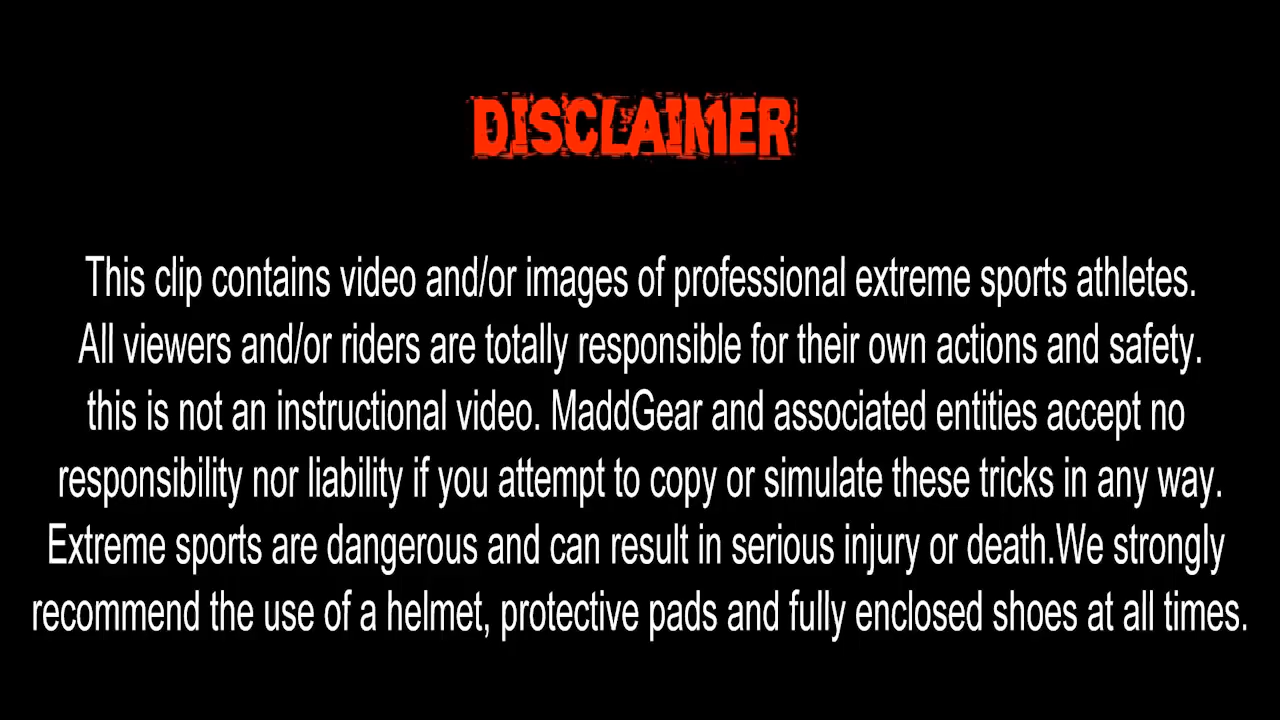 DISCLAIMER
This clip contains video and/or images of professional extreme sports athletes.
All viewers and/or riders are totally responsible for their own actions and safety.
this is not an instructional video. MaddGear and associated entities accept no
responsibility nor liability if you attempt to copy or simulate these tricks in any way.
Extreme sports are dangerous and can result in serious injury or death.We strongly
recommend the use of a helmet, protective pads and fully enclosed shoes at all times.